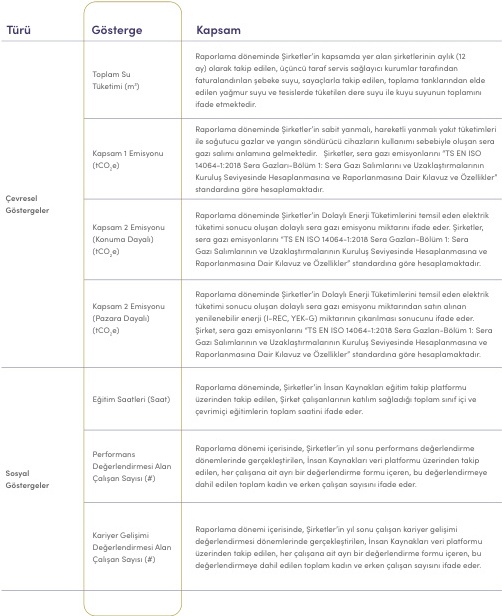 Türü
Gösterge
Kapsam
Çevresel
Göstergeler
Toplam Su
Tüketimi (m³)
Raporlama döneminde Şirketler’in kapsamda yer alan şirketlerinin aylık (12
ay) olarak takip edilen, üçüncü taraf servis sağlayıcı kurumlar tarafından
faturalandırılan şebeke suyu, sayaçlarla takip edilen, toplama tanklarından elde
edilen yağmur suyu ve tesislerde tüketilen dere suyu ile kuyu suyunun toplamını
ifade etmektedir.
Kapsam 1 Emisyonu
(tCO₂e)
Raporlama döneminde Şirketler’in sabit yanmalı, hareketli yanmalı yakıt tüketimleri
ile soğutucu gazlar ve yangın söndürücü cihazların kullanımı sebebiyle oluşan sera
gazı salımı anlamına gelmektedir. Şirketler, sera gazı emisyonlarını “TS EN ISO
14064-1:2018 Sera Gazları-Bölüm 1: Sera Gazı Salımlarını ve Uzaklaştırmalarının
Kuruluş Seviyesinde Hesaplanmasına ve Raporlanmasına Dair Kılavuz ve Özellikler”
standardına göre hesaplamaktadır.
Kapsam 2 Emisyonu
(Konuma Dayalı)
(tCO₂e)
Raporlama döneminde Şirketler’in Dolaylı Enerji Tüketimlerini temsil eden elektrik
tüketimi sonucu oluşan dolaylı sera gazı emisyonu miktarını ifade eder. Şirketler,
sera gazı emisyonlarını “TS EN ISO 14064-1:2018 Sera Gazları-Bölüm 1: Sera
Gazı Salımlarının ve Uzaklaştırmalarının Kuruluş Seviyesinde Hesaplanmasına ve
Raporlanmasına Dair Kılavuz ve Özellikler” standardına göre hesaplamaktadır.
Kapsam 2 Emisyonu
(Pazara Dayalı)
(tCO₂e)
Raporlama döneminde Şirketler’in Dolaylı Enerji Tüketimlerini temsil eden elektrik
tüketimi sonucu oluşan dolaylı sera gazı emisyonu miktarından satın alınan
yenilenebilir enerji (I-REC, YEK-G) miktarının çıkarılması sonucunu ifade eder.
Şirket, sera gazı emisyonlarını “TS EN ISO 14064-1:2018 Sera Gazları-Bölüm 1: Sera
Gazı Salımlarının ve Uzaklaştırmalarının Kuruluş Seviyesinde Hesaplanmasına ve
Raporlanmasına Dair Kılavuz ve Özellikler” standardına göre hesaplamaktadır.
Sosyal
Göstergeler
Eğitim Saatleri (Saat)
Raporlama döneminde, Şirketler’in İnsan Kaynakları eğitim takip platformu
üzerinden takip edilen, Şirket çalışanlarının katılım sağladığı toplam sınıf içi ve
çevrimiçi eğitimlerin toplam saatini ifade eder.
Performans
Değerlendirmesi Alan
Çalışan Sayısı (#)
Raporlama dönemi içerisinde, Şirketler’in yıl sonu performans değerlendirme
dönemlerinde gerçekleştirilen, İnsan Kaynakları veri platformu üzerinden takip
edilen, her çalışana ait ayrı bir değerlendirme formu içeren, bu değerlendirmeye
dahil edilen toplam kadın ve erken çalışan sayısını ifade eder.
Kariyer Gelişimi
Değerlendirmesi Alan
Çalışan Sayısı (#)
Raporlama dönemi içerisinde, Şirketler’in yıl sonu çalışan kariyer gelişimi
değerlendirmesi dönemlerinde gerçekleştirilen, İnsan Kaynakları veri platformu
üzerinden takip edilen, her çalışana ait ayrı bir değerlendirme formu içeren, bu
değerlendirmeye dahil edilen toplam kadın ve erken çalışan sayısını ifade eder.